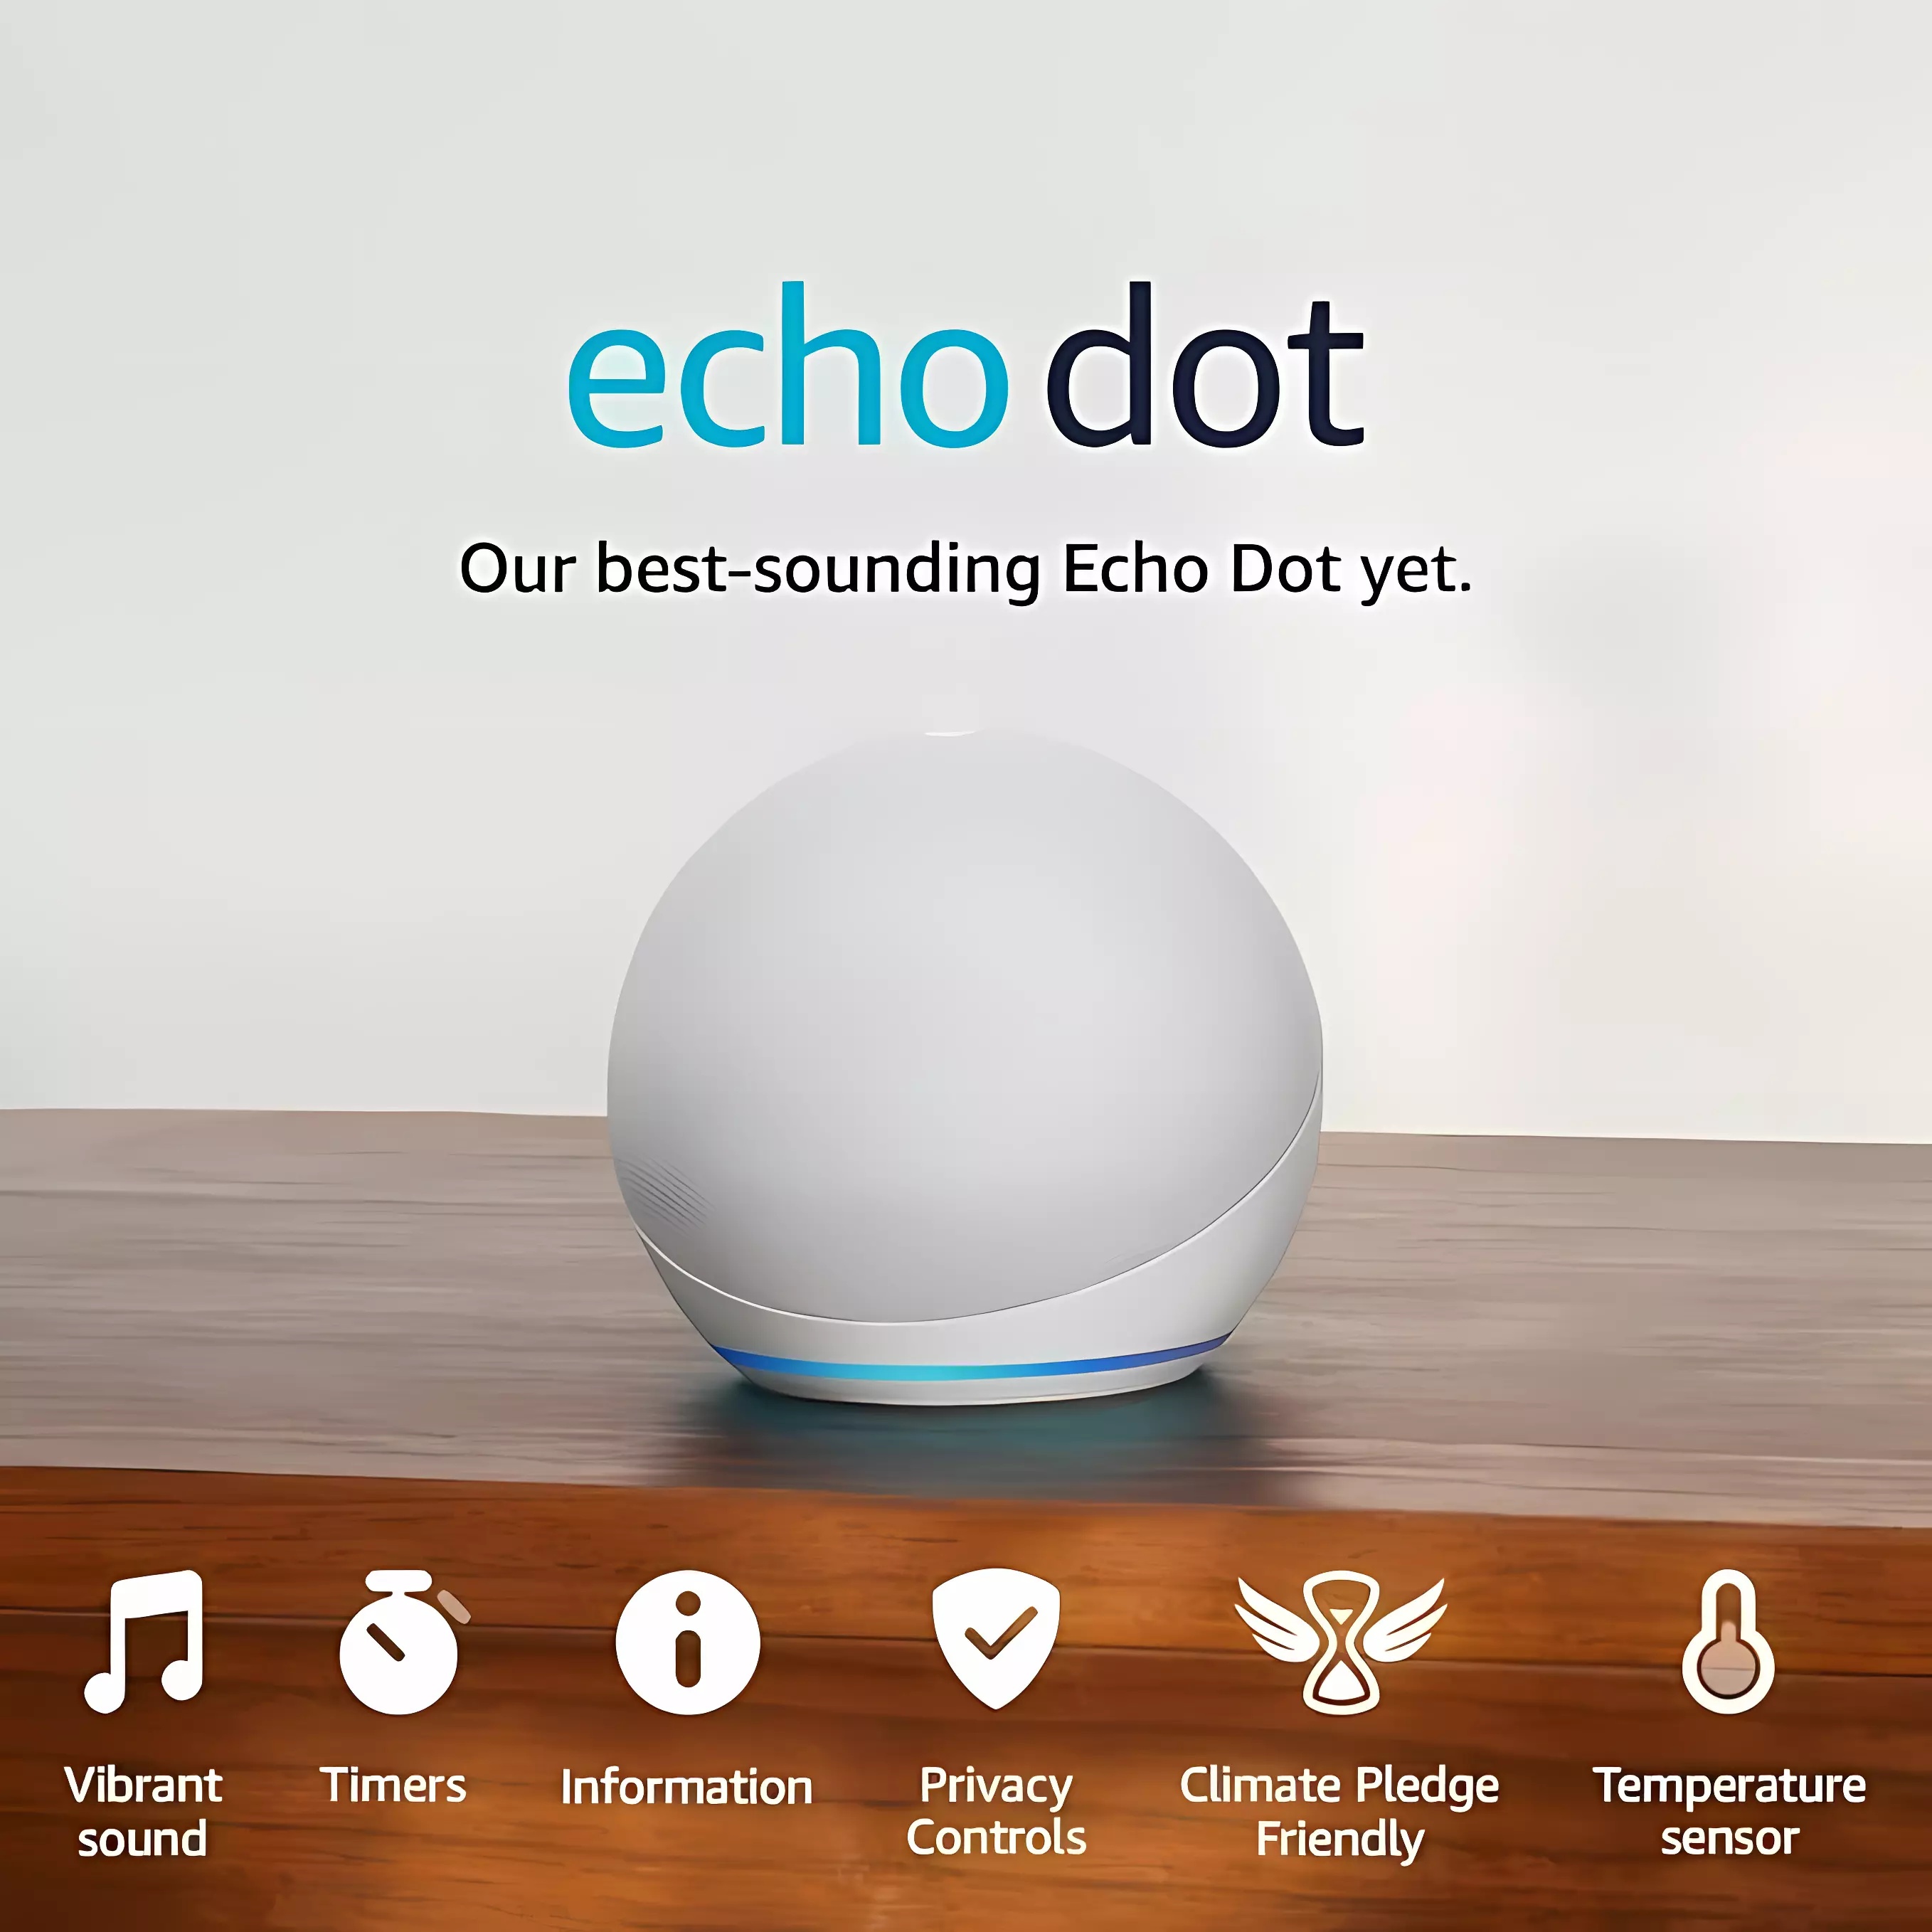 echo dot
Our best-sounding Echo Dot yet.
Vibrant
sound
Timers
Information
Privacy
Controls
Climate Pledge
Friendly
Temperature
sensor